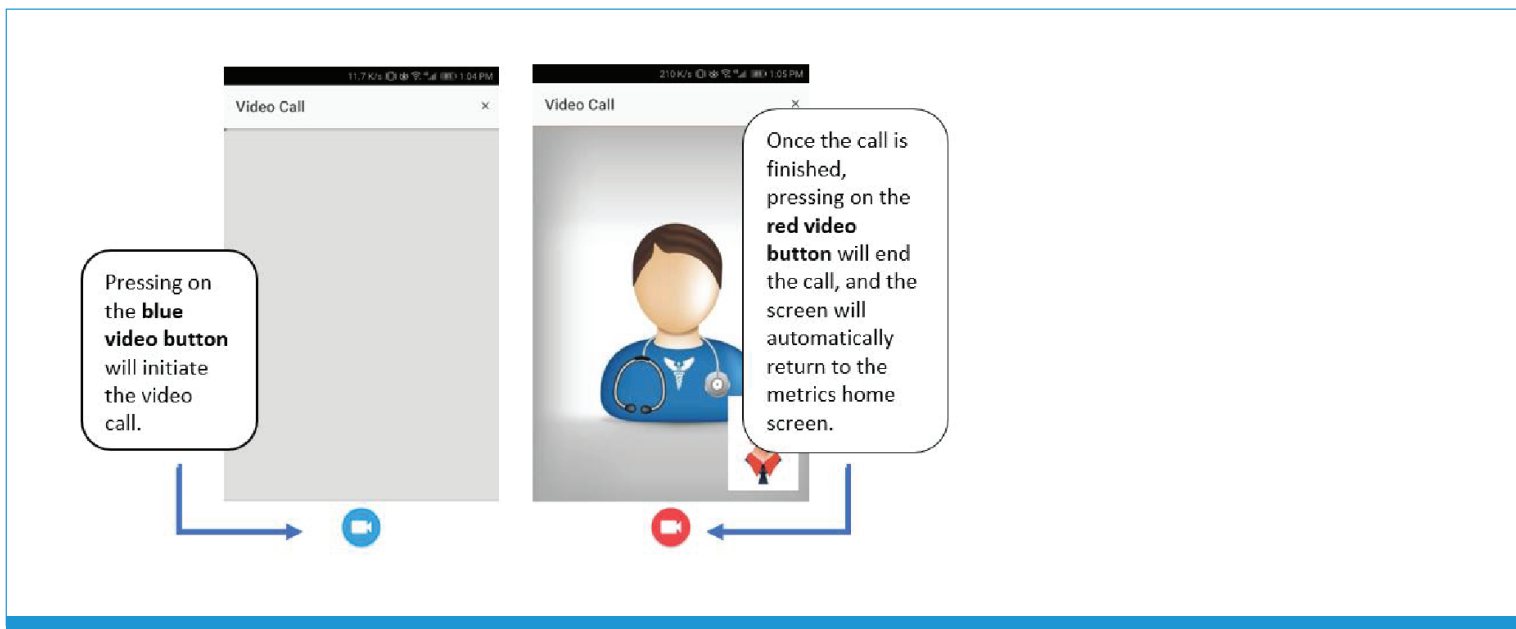 11.7 K/s 1:04 PM
Video Call ×
Pressing on
the blue
video button
will initiate
the video
call.
210 K/s 1:05 PM
Video Call ×
Once the call is
finished,
pressing on the
red video
button will end
the call, and the
screen will
automatically
return to the
metrics home
screen.